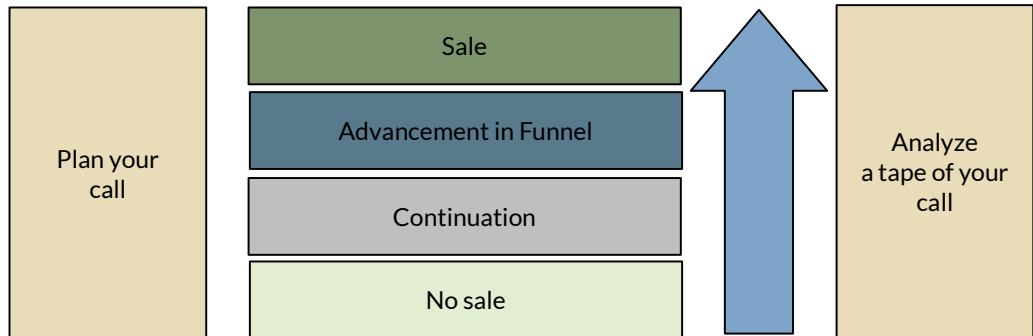 Plan your
call
Sale
Advancement in Funnel
Continuation
No sale
Analyze
a tape of your
call